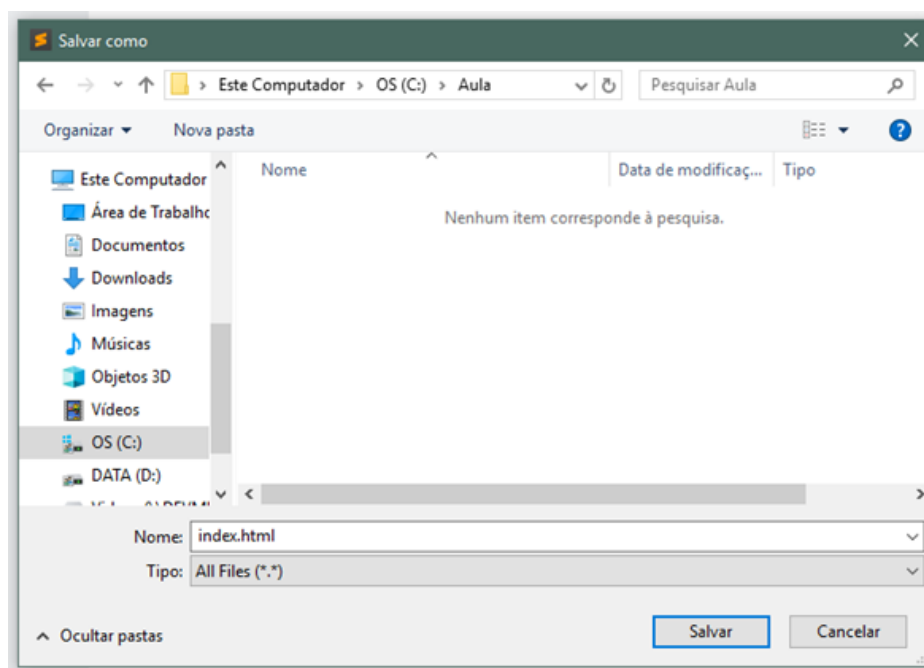 Salvar como
Este Computador > OS (C:) > Aula
Pesquisar Aula
Organizar
Nova pasta
Nome
Data de modificaç...
Tipo
Nenhum item corresponde à pesquisa.
Este Computador
Área de Trabalho
Documentos
Downloads
Imagens
Músicas
Objetos 3D
Vídeos
OS (C:)
DATA (D:)
Nome: index.html
Tipo: All Files (*.*)
Ocultar pastas
Salvar
Cancelar